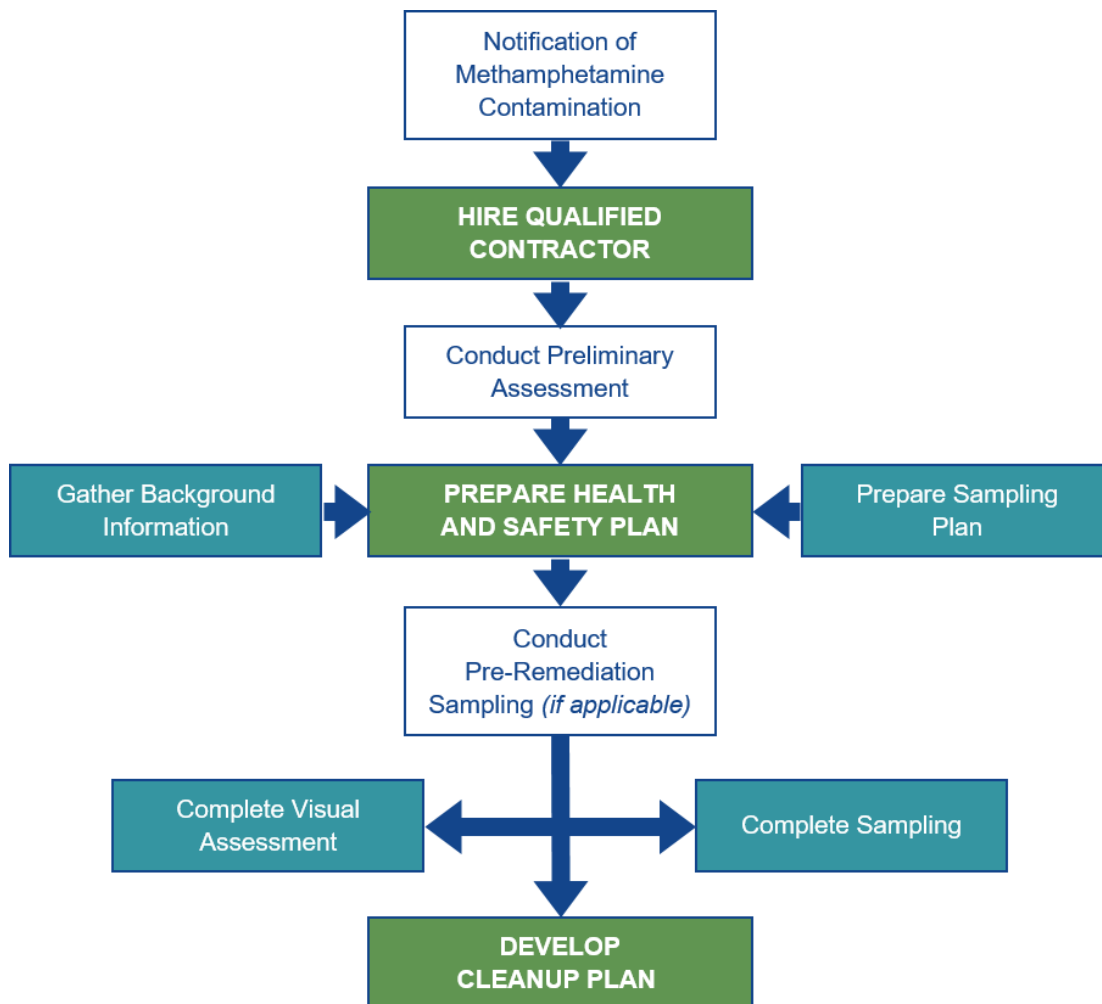 Notification of
Methamphetamine
Contamination
HIRE QUALIFIED
CONTRACTOR
Conduct Preliminary
Assessment
Gather Background
Information
PREPARE HEALTH
AND SAFETY PLAN
Prepare Sampling
Plan
Conduct
Pre-Remediation
Sampling (if applicable)
Complete Visual
Assessment
Complete Sampling
DEVELOP
CLEANUP PLAN